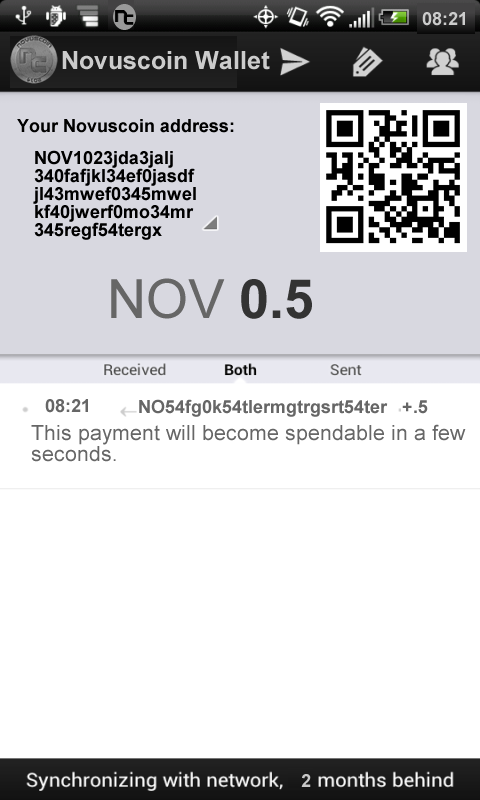 08:21
Novuscoin Wallet
Your Novuscoin address:
NOV1023jda3jalj
340fafjkl34ef0jasdf
jl43mwef0345mwel
kf40jwerf0mo34mr
345regf54tergx
NOV 0.5
Received Both Sent
08:21 ←NO54fg0k54tlermgtrgsrt54ter +.5
This payment will become spendable in a few
seconds.
Synchronizing with network, 2 months behind